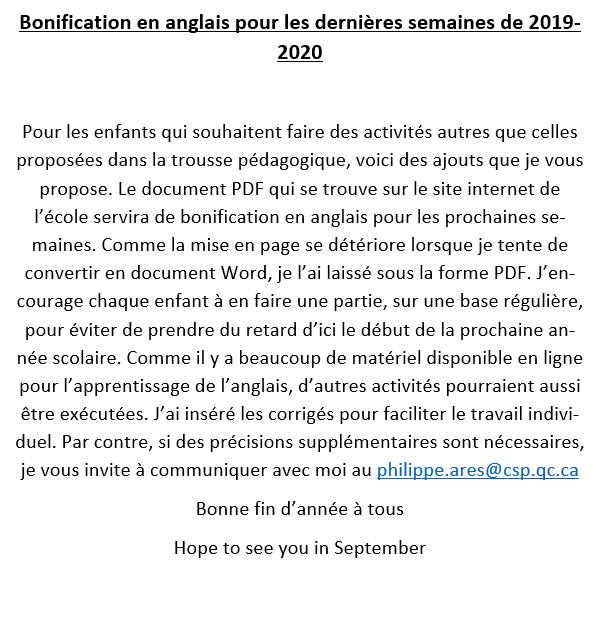 Bonification en anglais pour les dernières semaines de 2019-
2020
Pour les enfants qui souhaitent faire des activités autres que celles
proposées dans la trousse pédagogique, voici des ajouts que je vous
propose. Le document PDF qui se trouve sur le site internet de
l’école servira de bonification en anglais pour les prochaines se-
maines. Comme la mise en page se détériore lorsque je tente de
convertir en document Word, je l’ai laissé sous la forme PDF. J’en-
courage chaque enfant à en faire une partie, sur une base régulière,
pour éviter de prendre du retard d’ici le début de la prochaine an-
née scolaire. Comme il y a beaucoup de matériel disponible en ligne
pour l’apprentissage de l’anglais, d’autres activités pourraient aussi
être exécutées. J’ai inséré les corrigés pour faciliter le travail indivi-
duel. Par contre, si des précisions supplémentaires sont nécessaires,
je vous invite à communiquer avec moi au philippe.ares@csp.qc.ca
Bonne fin d’année à tous
Hope to see you in September